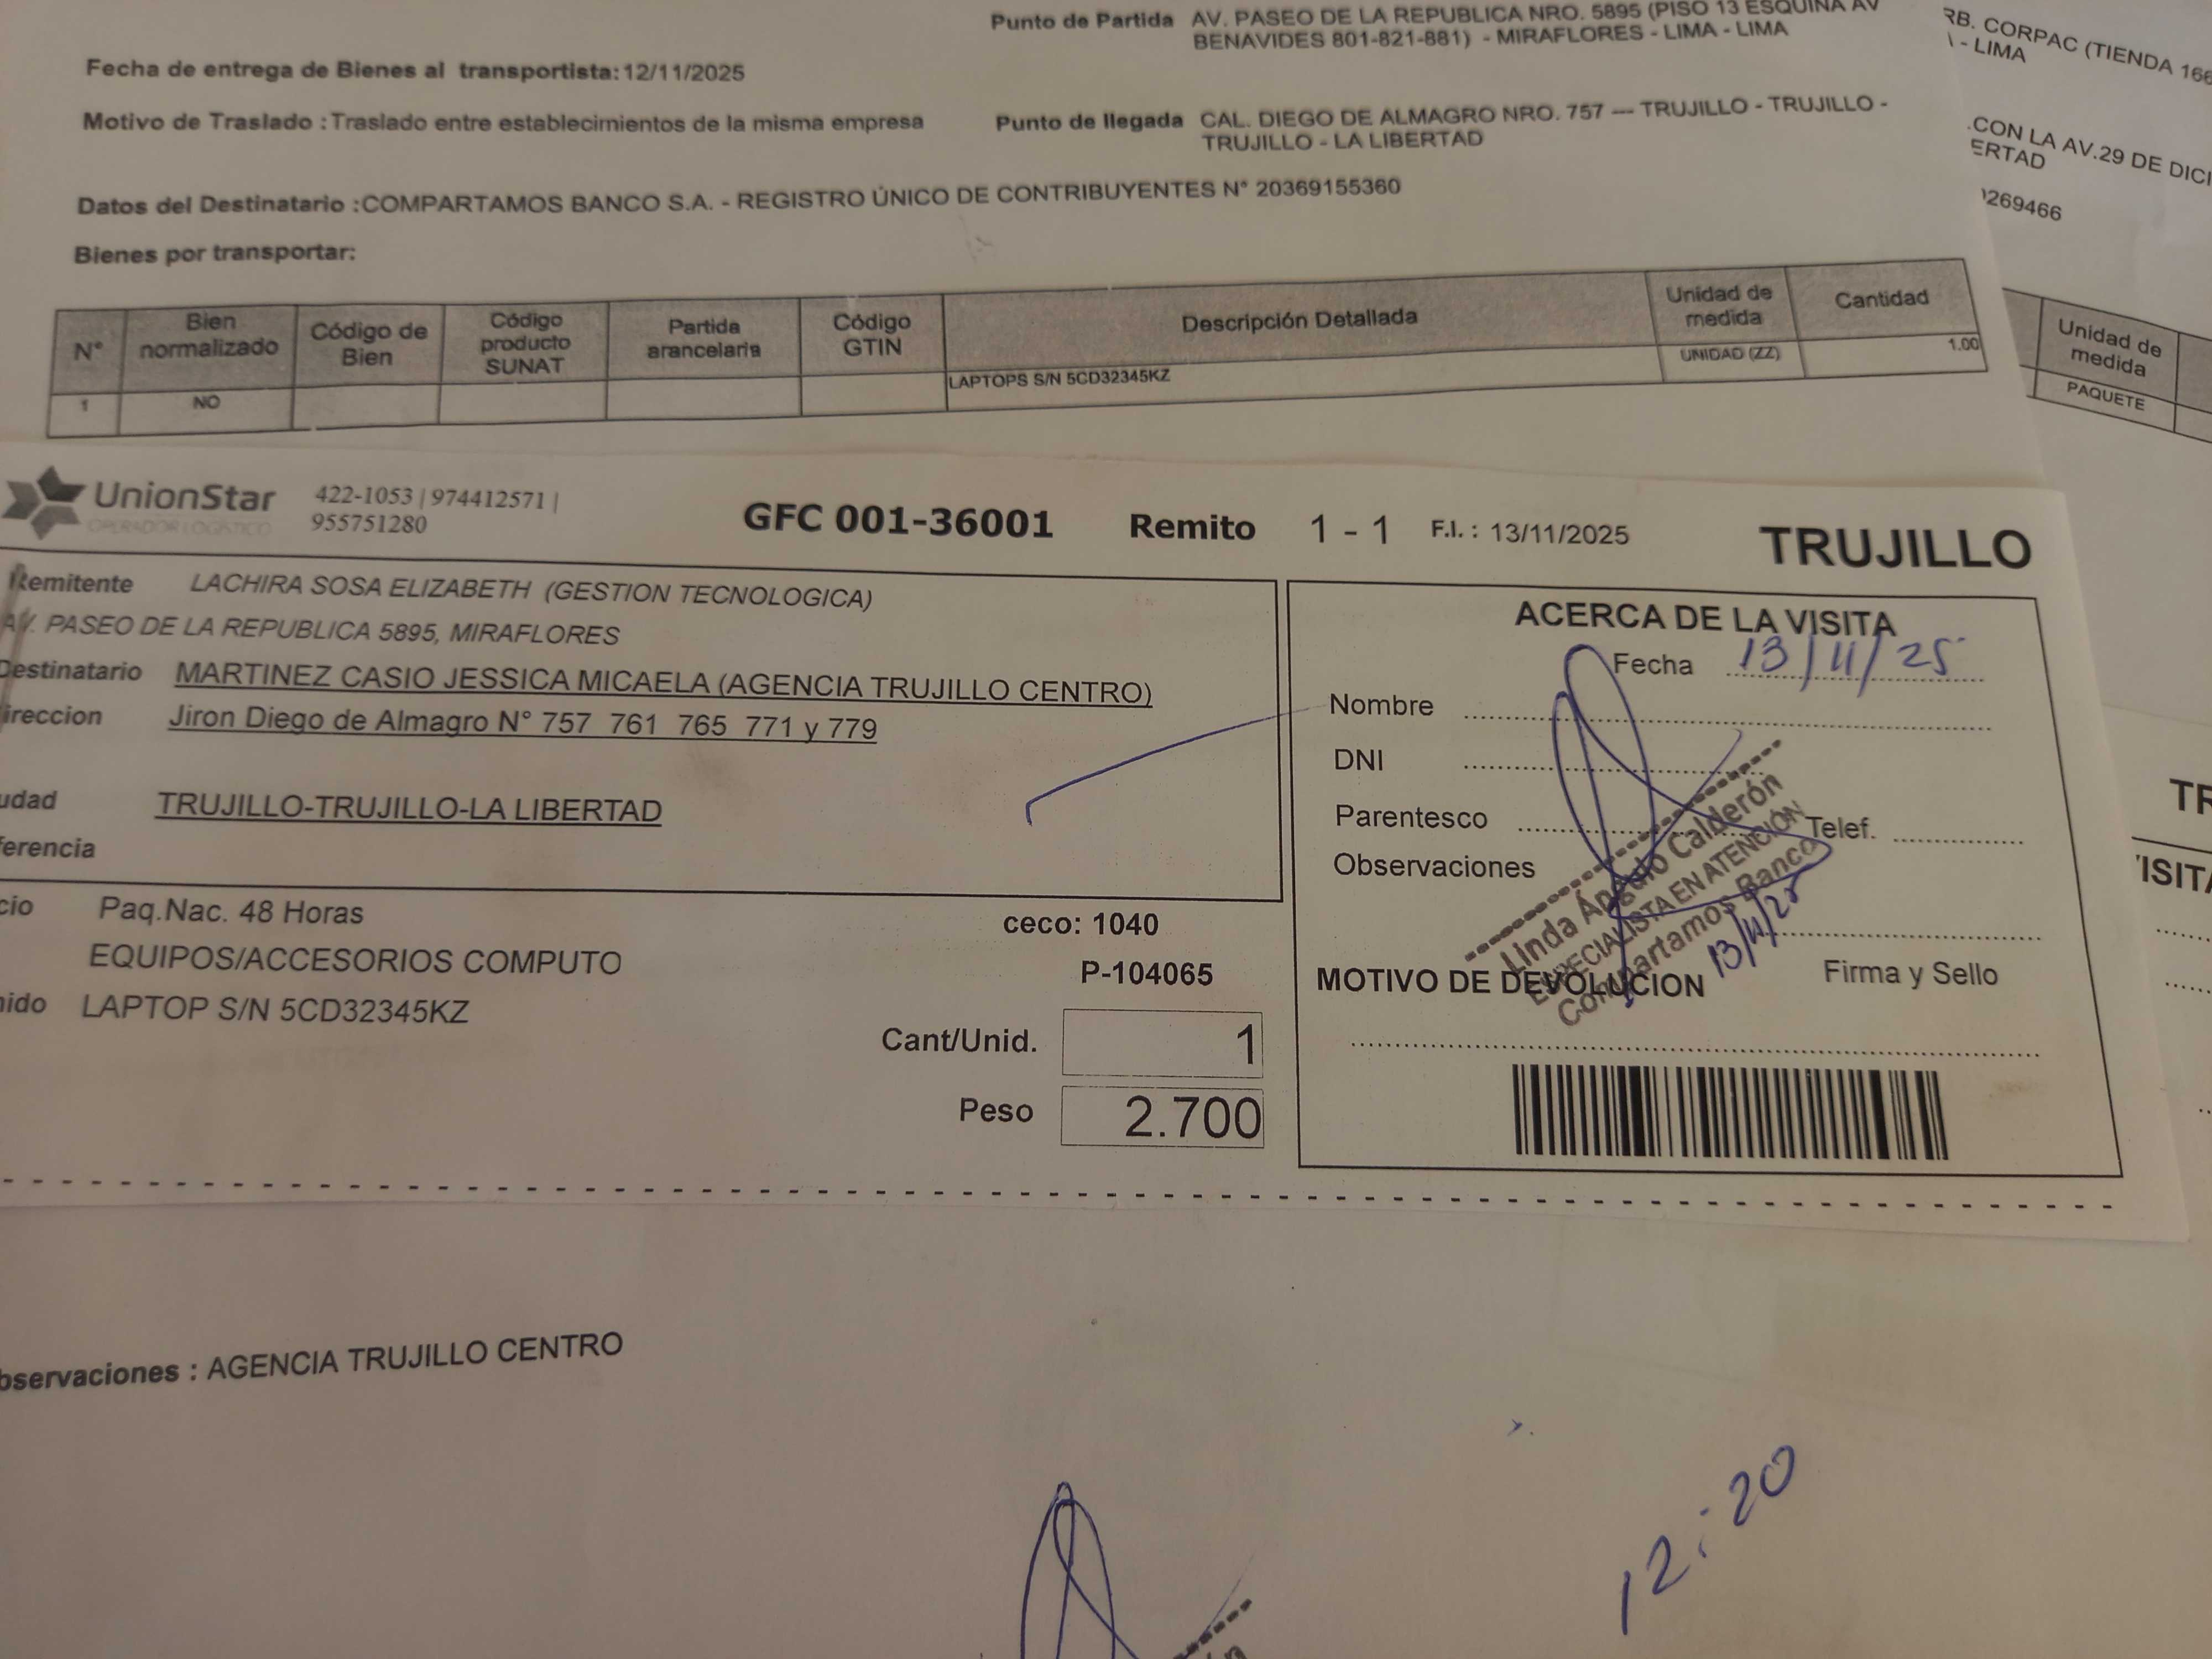 Punto de Partida AV. PASEO DE LA REPUBLICA NRO. 5895 (PISO 13 ESQUINA AV
BENAVIDES 801-821-881) - MIRAFLORES - LIMA - LIMA
Fecha de entrega de Bienes al transportista: 12/11/2025
Motivo de Traslado : Traslado entre establecimientos de la misma empresa
Punto de llegada CAL. DIEGO DE ALMAGRO NRO. 757 --- TRUJILLO - TRUJILLO -
TRUJILLO - LA LIBERTAD
Datos del Destinatario : COMPARTAMOS BANCO S.A. - REGISTRO ÚNICO DE CONTRIBUYENTES N° 20369155360
Bienes por transportar:
N° Bien normalizado Código de Bien Código producto SUNAT Partida arancelaria Código GTIN Descripción Detallada Unidad de medida Cantidad
1 NO LAPTOPS S/N 5CD32345KZ UNIDAD (ZZ) 1.00
RB. CORPAC (TIENDA 166
- LIMA
CON LA AV.29 DE DICI
ERTAD
269466
Unidad de medida
PAQUETE
UnionStar
OPERADOR LOGÍSTICO
422-1053 | 974412571 |
955751280
GFC 001-36001 Remito 1 - 1 F.I. : 13/11/2025 TRUJILLO
Remitente LACHIRA SOSA ELIZABETH (GESTION TECNOLOGICA)
AV. PASEO DE LA REPUBLICA 5895, MIRAFLORES
Destinatario MARTINEZ CASIO JESSICA MICAELA (AGENCIA TRUJILLO CENTRO)
ireccion Jiron Diego de Almagro N° 757 761 765 771 y 779
udad TRUJILLO-TRUJILLO-LA LIBERTAD
ferencia
cio Paq.Nac. 48 Horas
EQUIPOS/ACCESORIOS COMPUTO
nido LAPTOP S/N 5CD32345KZ
ceco: 1040
P-104065
Cant/Unid. 1
Peso 2.700
ACERCA DE LA VISITA
Fecha 13/11/25
Nombre
DNI
Parentesco
Telef.
Observaciones
Linda Ángulo Calderón
ESPECIALISTA EN ATENCIÓN
Compartamos Banco
13/11/25
MOTIVO DE DEVOLUCION
Firma y Sello
TR
ISITA
bservaciones : AGENCIA TRUJILLO CENTRO
12:20